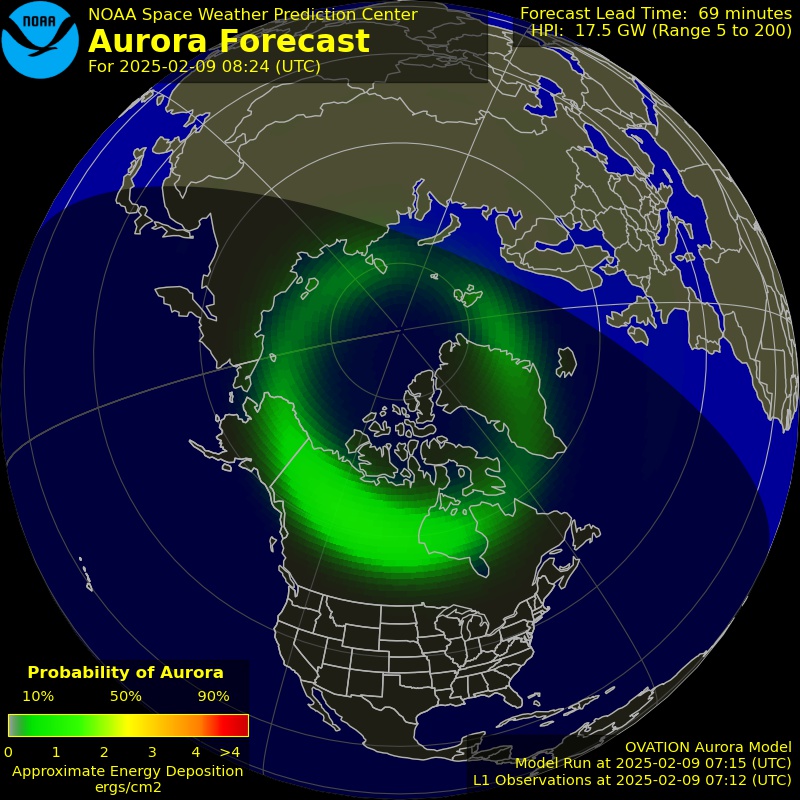 NOAA
NOAA Space Weather Prediction Center
Aurora Forecast
For 2025-02-09 08:24 (UTC)
Forecast Lead Time: 69 minutes
HPI: 17.5 GW (Range 5 to 200)
Probability of Aurora
10% 50% 90%
0 1 2 3 4 >4
Approximate Energy Deposition
ergs/cm2
OVATION Aurora Model
Model Run at 2025-02-09 07:15 (UTC)
L1 Observations at 2025-02-09 07:12 (UTC)